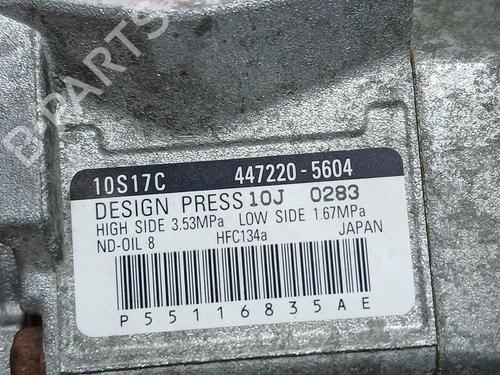 B-PARTS
10S17C 447220-5604
DESIGN PRESS 10J 0283
HIGH SIDE 3.53MPa LOW SIDE 1.67MPa
ND-OIL 8 HFC134a JAPAN
P55116835AE